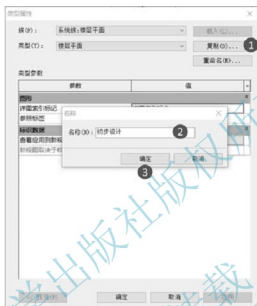 类型属性
族(F): 系统族:楼层平面 载入(L)...
类型(T): 楼层平面 复制(D)... 1
重命名(R)...
类型参数
参数 值
图形
详图索引标记
参照标签
标识数据
名称
名称(N): 初步设计 2
确定 取消
3
确定 取消